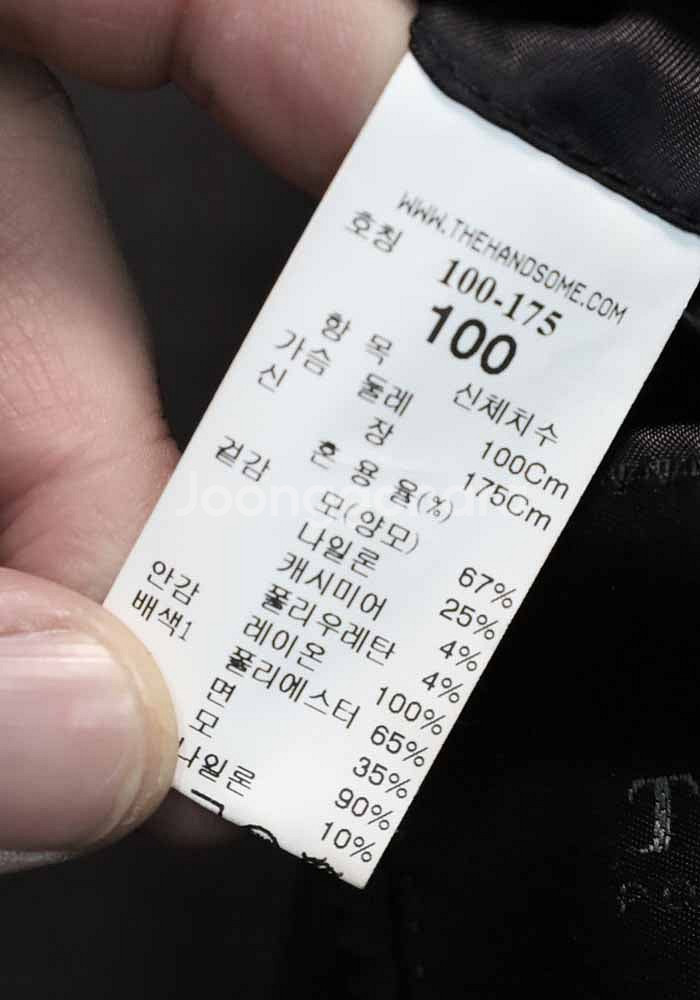 WWW.THEHANDSOME.COM
호칭 100-175
100
항 목 신체치수
가슴 둘레 100Cm
신 장 175Cm
혼 용 율(%)
겉감 모(양모) 67%
나일론 25%
캐시미어 4%
폴리우레탄 4%
안감 레이온 100%
배색1 폴리에스터 65%
면 35%
모 90%
나일론 10%
Joongna
T